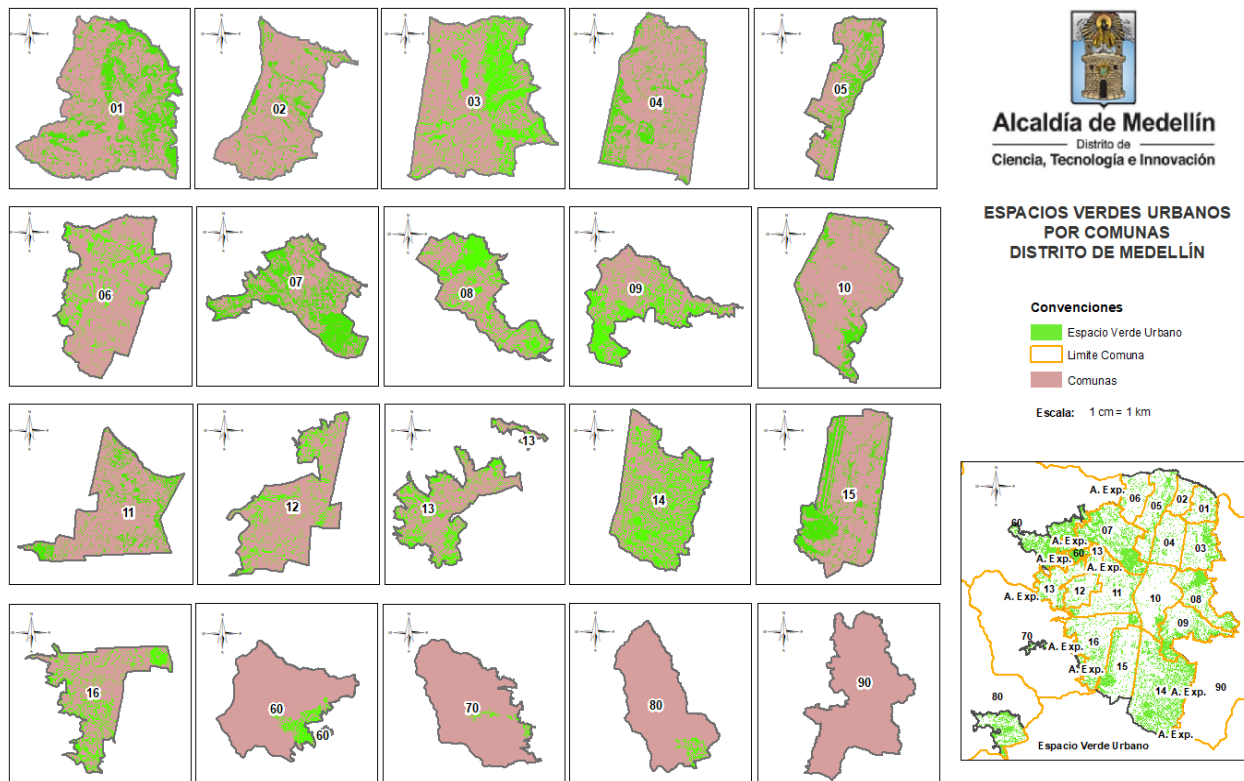 01
02
03
04
05
06
07
08
09
10
11
12
13
13
14
15
16
60
60
70
80
90
Alcaldía de Medellín
Distrito de
Ciencia, Tecnología e Innovación
ESPACIOS VERDES URBANOS
POR COMUNAS
DISTRITO DE MEDELLÍN
Convenciones
Espacio Verde Urbano
Limite Comuna
Comunas
Escala: 1 cm = 1 km
A. Exp.
06
02
05
01
60
07
04
03
A. Exp.
60
13
A. Exp.
A. Exp.
13
12
11
10
08
A. Exp.
09
70
A. Exp.
16
15
A. Exp.
80
14
A. Exp.
90
A. Exp.
Espacio Verde Urbano